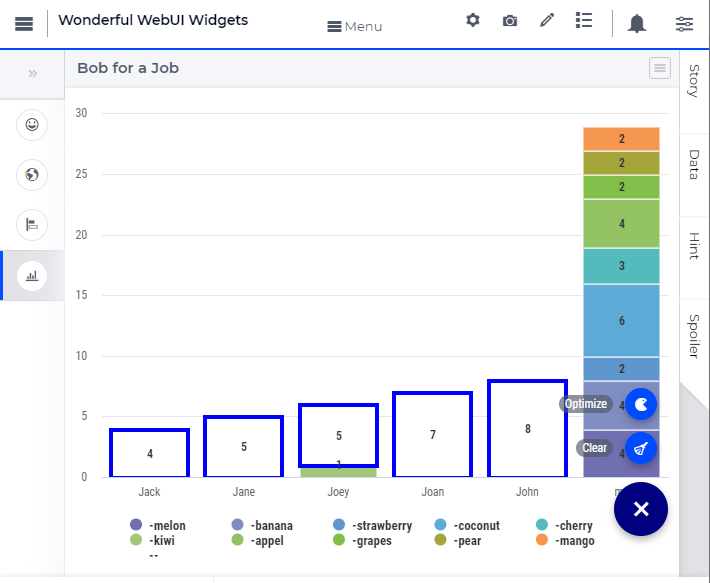 Wonderful WebUI Widgets
Menu
Bob for a Job
Story
Data
Hint
Spoiler
30
25
20
15
10
5
0
4
5
5
1
7
8
2
2
2
4
3
6
2
4
4
Optimize
Clear
Jack
Jane
Joey
Joan
John
-melon
-banana
-strawberry
-coconut
-cherry
-kiwi
-appel
-grapes
-pear
-mango
--